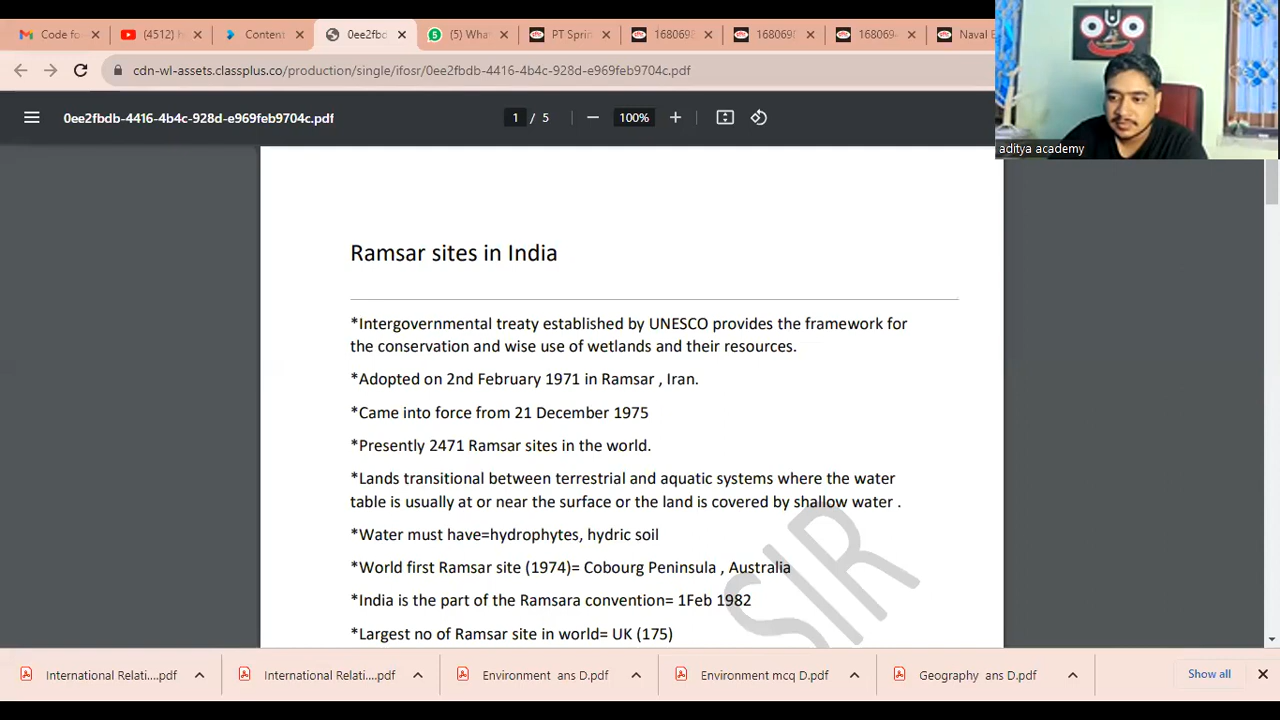 Code fo
(4512) h
Content
0ee2fbd
(5) Wha
PT Sprin
168069
168069
168069
Naval E
cdn-wl-assets.classplus.co/production/single/ifosr/0ee2fbdb-4416-4b4c-928d-e969feb9704c.pdf
0ee2fbdb-4416-4b4c-928d-e969feb9704c.pdf
1 / 5
100%
aditya academy
Ramsar sites in India
*Intergovernmental treaty established by UNESCO provides the framework for
the conservation and wise use of wetlands and their resources.
*Adopted on 2nd February 1971 in Ramsar , Iran.
*Came into force from 21 December 1975
*Presently 2471 Ramsar sites in the world.
*Lands transitional between terrestrial and aquatic systems where the water
table is usually at or near the surface or the land is covered by shallow water .
*Water must have=hydrophytes, hydric soil
*World first Ramsar site (1974)= Cobourg Peninsula , Australia
*India is the part of the Ramsara convention= 1Feb 1982
*Largest no of Ramsar site in world= UK (175)
SIR
International Relati....pdf
International Relati....pdf
Environment ans D.pdf
Environment mcq D.pdf
Geography ans D.pdf
Show all